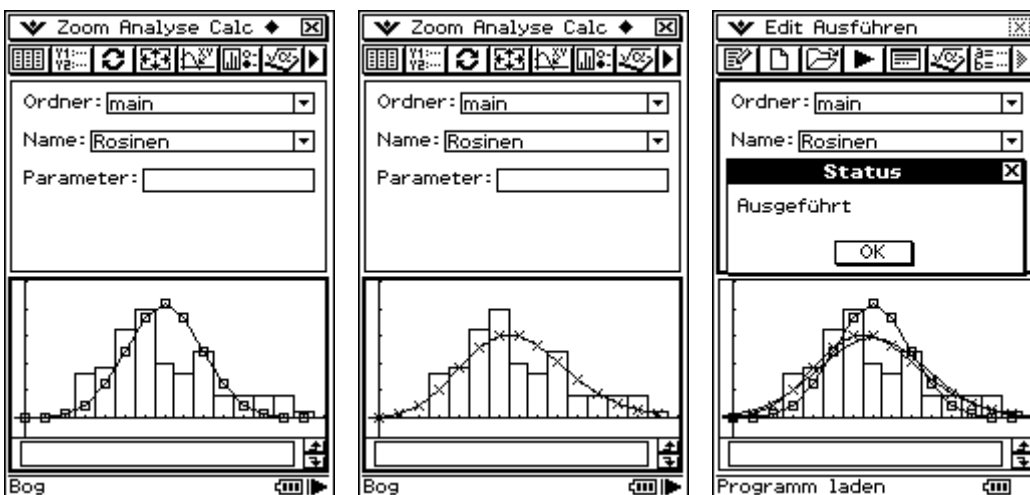 Zoom Analyse Calc
Ordner: main
Name: Rosinen
Parameter:
Bog
Zoom Analyse Calc
Ordner: main
Name: Rosinen
Parameter:
Bog
Edit Ausführen
Ordner: main
Name: Rosinen
Status
Ausgeführt
OK
Programm laden